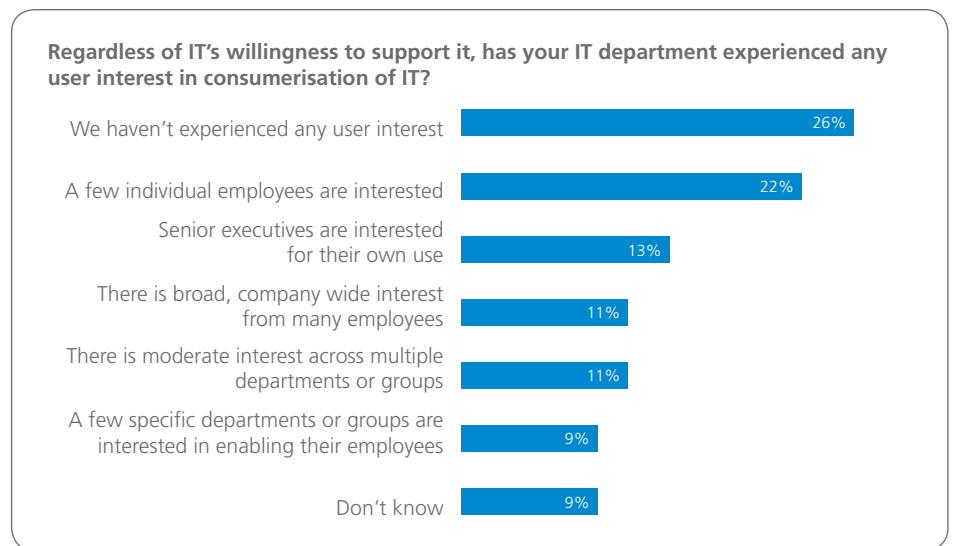 Regardless of IT’s willingness to support it, has your IT department experienced any
user interest in consumerisation of IT?
We haven’t experienced any user interest
26%
A few individual employees are interested
22%
Senior executives are interested
for their own use
13%
There is broad, company wide interest
from many employees
11%
There is moderate interest across multiple
departments or groups
11%
A few specific departments or groups are
interested in enabling their employees
9%
Don’t know
9%